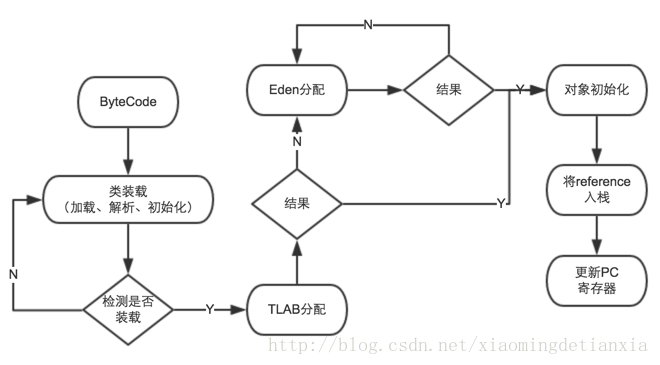 ByteCode
类装载
（加载、解析、初始化）
N
检测是否
装载
Y
TLAB分配
结果
N
Y
Eden分配
结果
N
Y
对象初始化
将reference
入栈
更新PC
寄存器
http://blog.csdn.net/xiaomingdetianxia